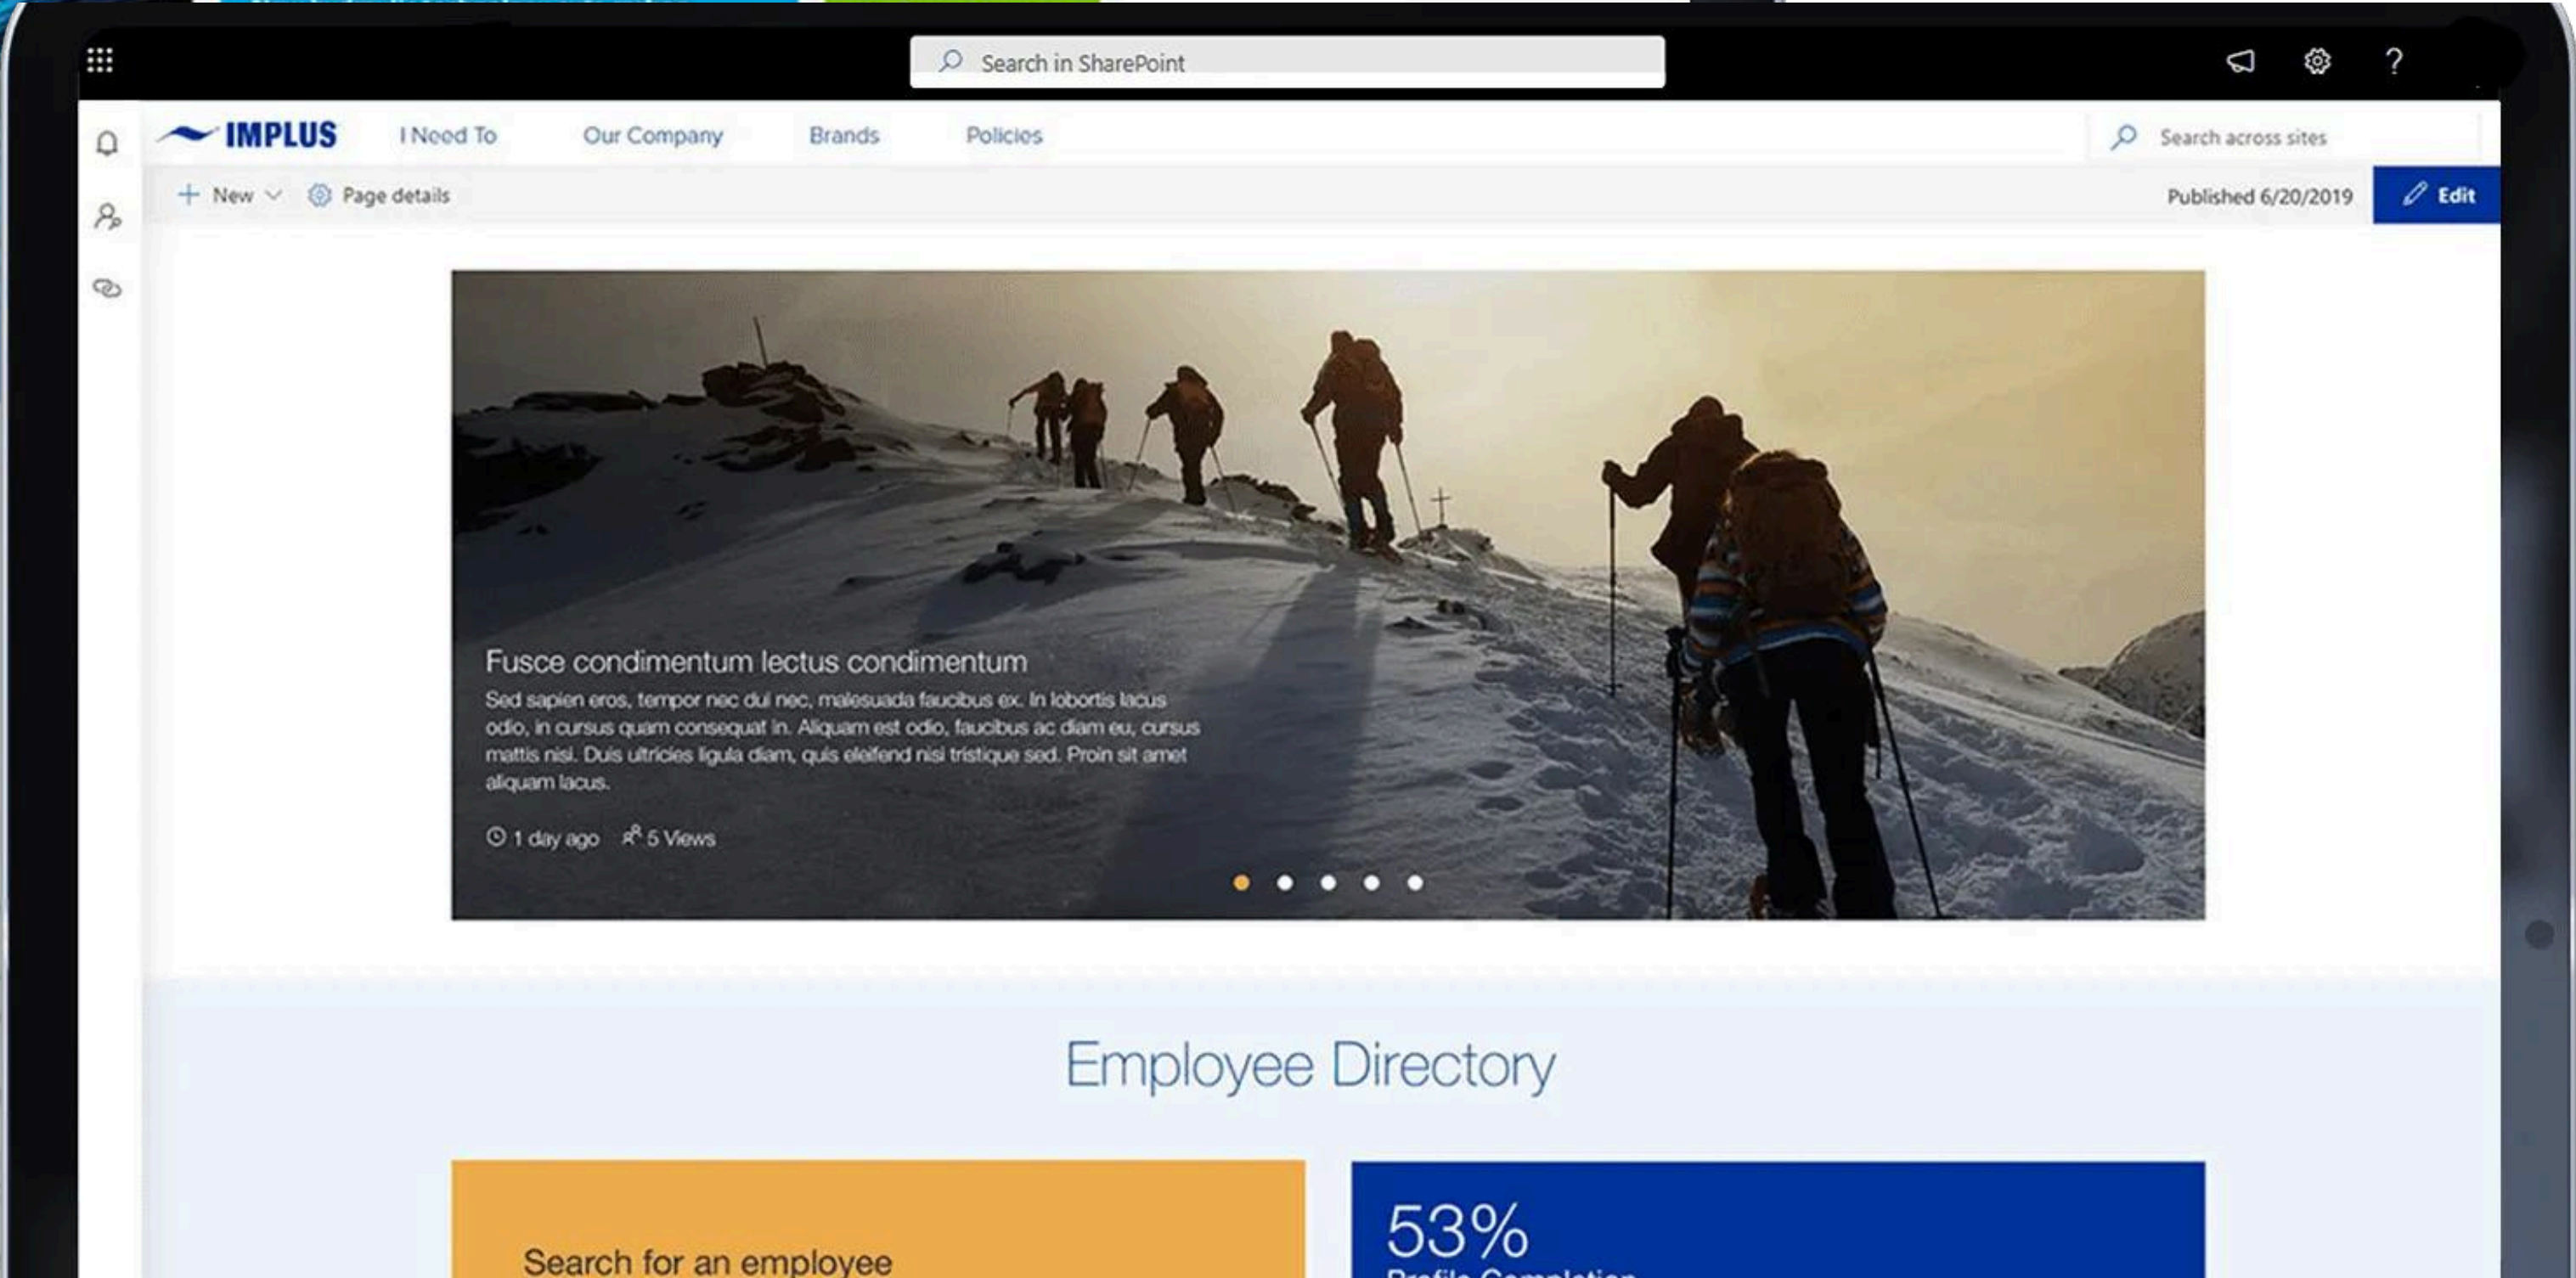 Search in SharePoint
IMPLUS
I Need To
Our Company
Brands
Policies
Search across sites
New
Page details
Published 6/20/2019
Edit
Fusce condimentum lectus condimentum
Sed sapien eros, tempor nec dui nec, malesuada faucibus ex. In lobortis lacus
odio, in cursus quam consequat in. Aliquam est odio, faucibus ac diam eu, cursus
mattis nisi. Duis ultricies ligula diam, quis eleifend nisi tristique sed. Proin sit amet
aliquam lacus.
1 day ago 5 Views
Employee Directory
Search for an employee
53%
Profile Completion